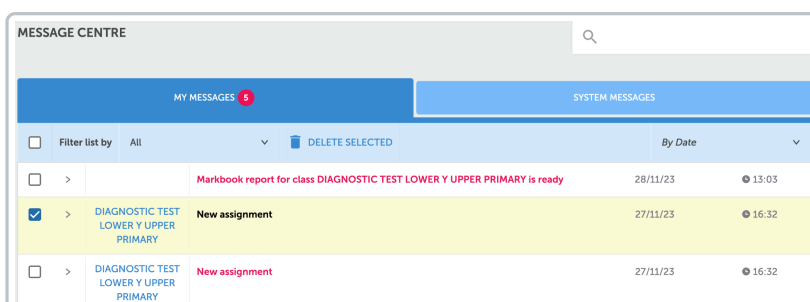 MESSAGE CENTRE
MY MESSAGES 5
SYSTEM MESSAGES
Filter list by All DELETE SELECTED By Date
Markbook report for class DIAGNOSTIC TEST LOWER Y UPPER PRIMARY is ready 28/11/23 13:03
DIAGNOSTIC TEST
LOWER Y UPPER
PRIMARY
New assignment 27/11/23 16:32
DIAGNOSTIC TEST
LOWER Y UPPER
PRIMARY
New assignment 27/11/23 16:32